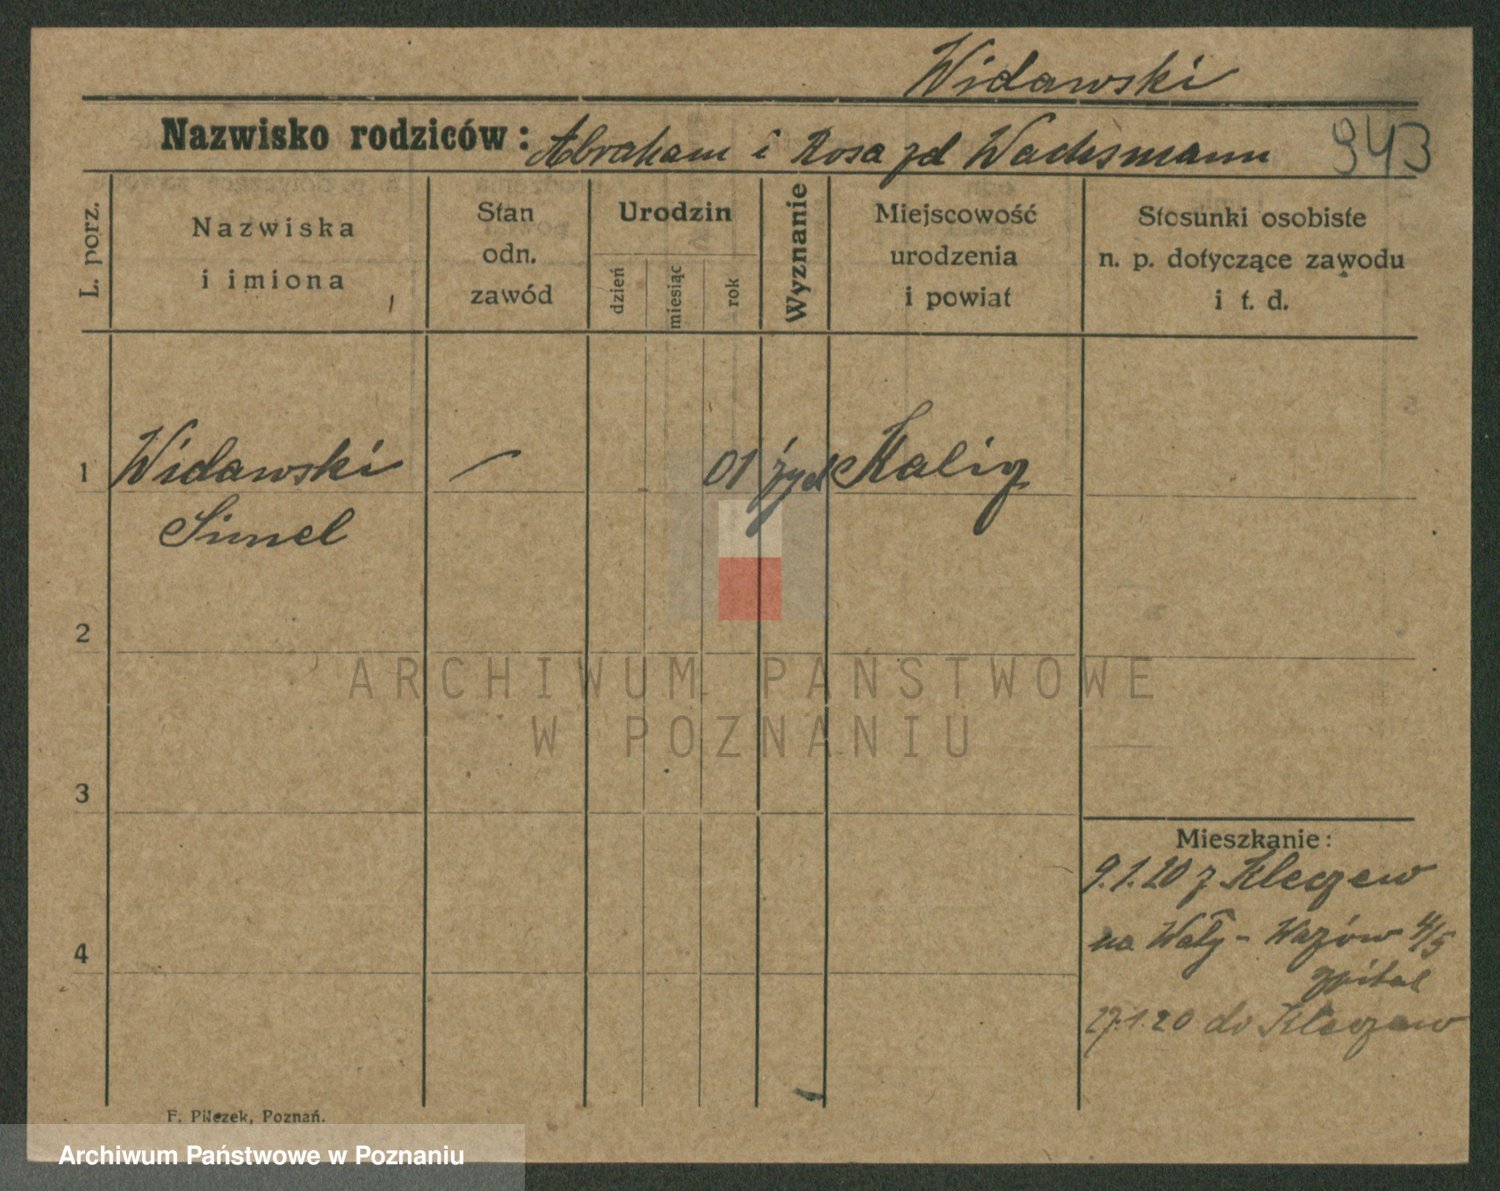 Widawski
Nazwisko rodziców: Abraham i Rosa zd Wachsmann 943
L. porz.
Nazwiska
i imiona
Stan
odn.
zawód
Urodzin
dzień
miesiąc
rok
Wyznanie
Miejscowość
urodzenia
i powiat
Stosunki osobiste
n. p. dotyczące zawodu
i t. d.
1 Widawski — 01 żyd
Simel
2
ARCHIWUM PAŃSTWOWE
W POZNANIU
3
Mieszkanie:
9.1.20 z Kleczew
na Wały - Wazów 4/5
szpital
4
27.1.20 do Kleczew
F. Pilczek, Poznań.
Archiwum Państwowe w Poznaniu